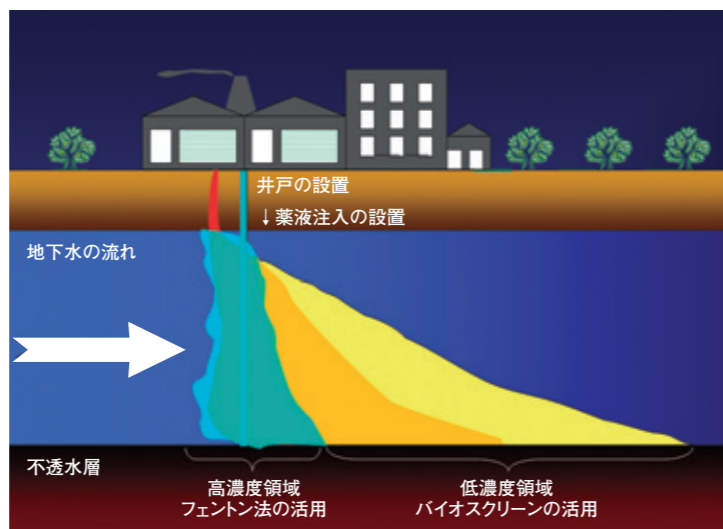 井戸の設置
↓薬液注入の設置
地下水の流れ
不透水層
高濃度領域
フェントン法の活用
低濃度領域
バイオスクリーンの活用